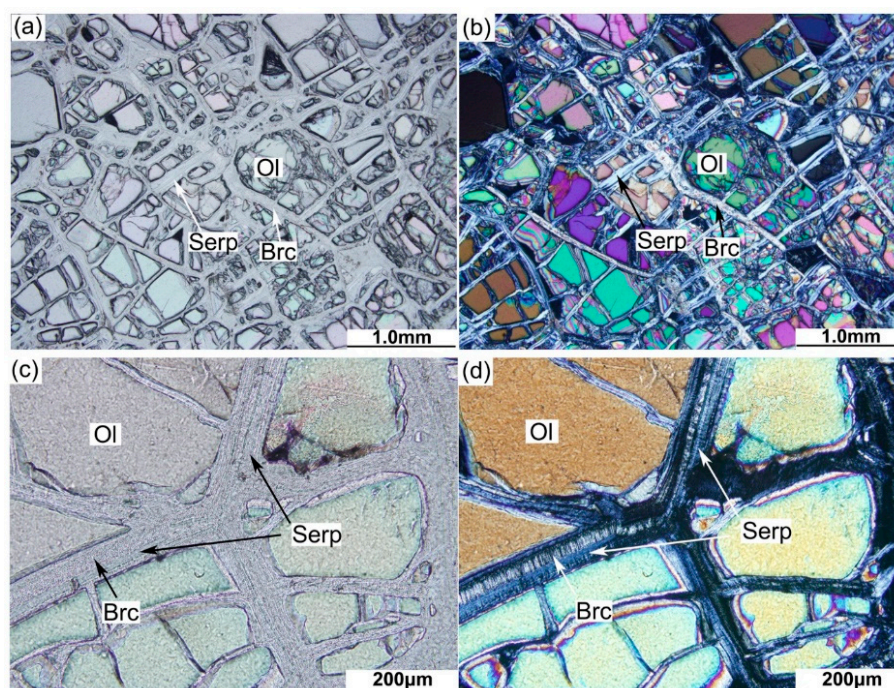 (a)
Ol
Serp
Brc
1.0mm
(b)
Ol
Serp
Brc
1.0mm
(c)
Ol
Serp
Brc
200μm
(d)
Ol
Serp
Brc
200μm